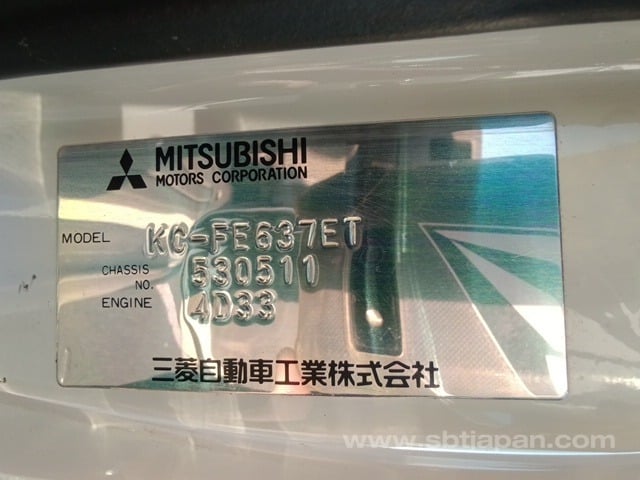 MITSUBISHI
MOTORS CORPORATION
MODEL KC-FE637ET
CHASSIS NO. 530511
ENGINE 4D33
三菱自動車工業株式会社
www.sbtjapan.com